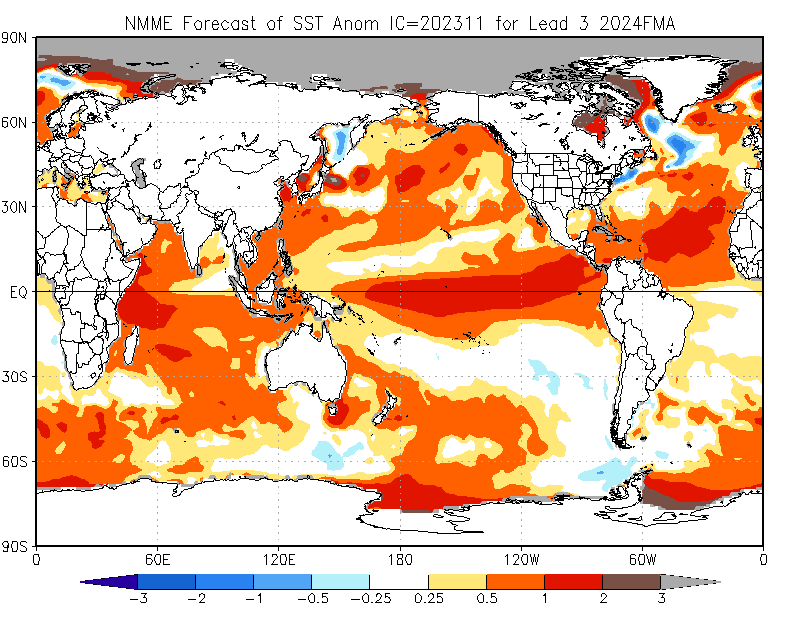 NMME Forecast of SST Anom IC=202311 for Lead 3 2024FMA
90N
60N
30N
EQ
30S
60S
90S
0 60E 120E 180 120W 60W 0
-3 -2 -1 -0.5 -0.25 0.25 0.5 1 2 3